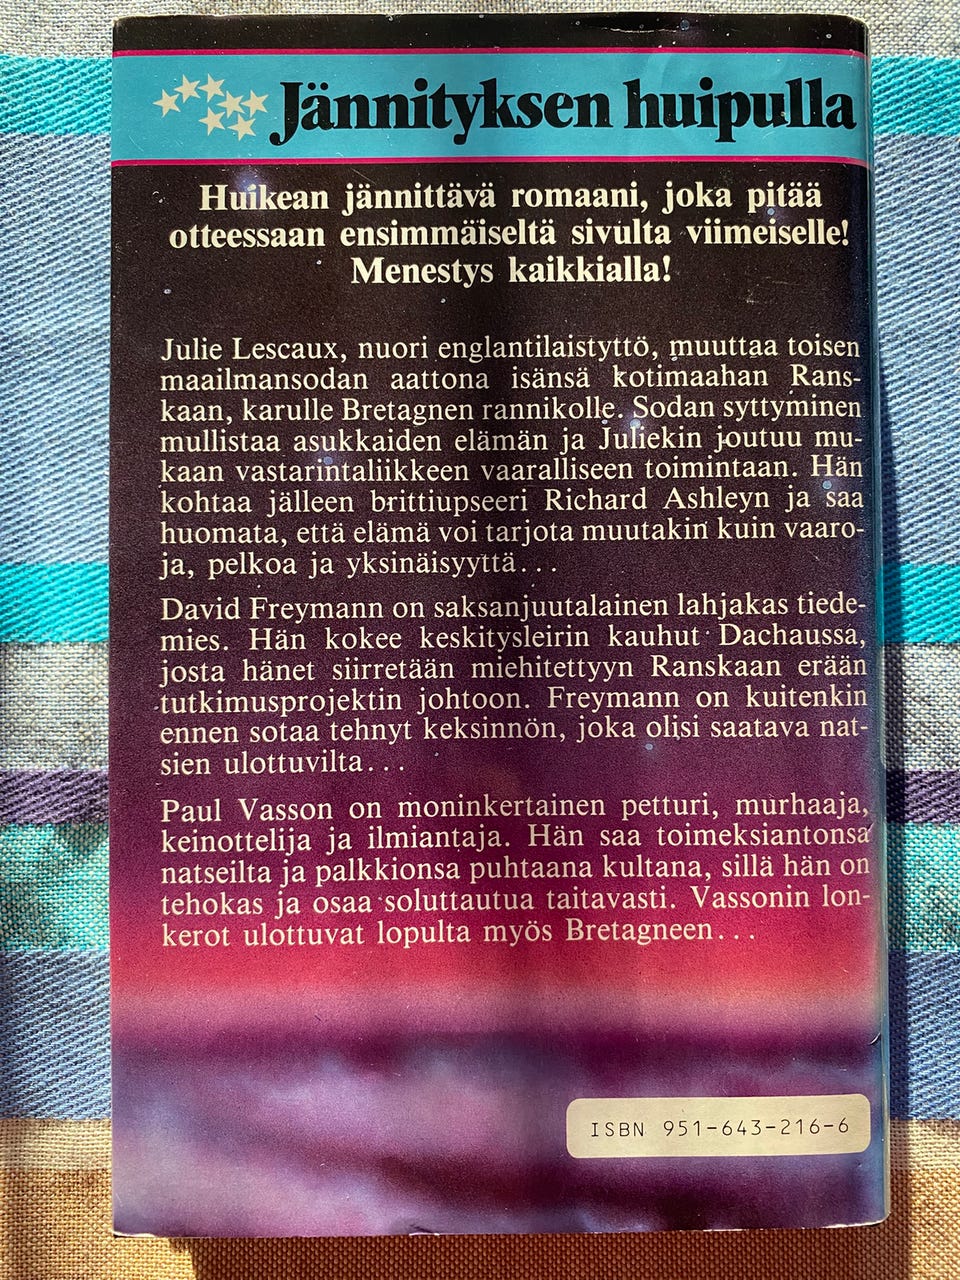 Jännityksen huipulla
Huikean jännittävä romaani, joka pitää
otteessaan ensimmäiseltä sivulta viimeiselle!
Menestys kaikkialla!
Julie Lescaux, nuori englantilaistyttö, muuttaa toisen
maailmansodan aattona isänsä kotimaahan Rans-
kaan, karulle Bretagnen rannikolle. Sodan syttyminen
mullistaa asukkaiden elämän ja Juliekin joutuu mu-
kaan vastarintaliikkeen vaaralliseen toimintaan. Hän
kohtaa jälleen brittiupseeri Richard Ashleyn ja saa
huomata, että elämä voi tarjota muutakin kuin vaaro-
ja, pelkoa ja yksinäisyyttä...
David Freymann on saksanjuutalainen lahjakas tiede-
mies. Hän kokee keskitysleirin kauhut Dachaussa,
josta hänet siirretään miehitettyyn Ranskaan erään
tutkimusprojektin johtoon. Freymann on kuitenkin
ennen sotaa tehnyt keksinnön, joka olisi saatava nat-
sien ulottuvilta...
Paul Vasson on moninkertainen petturi, murhaaja,
keinottelija ja ilmiantaja. Hän saa toimeksiantonsa
natseilta ja palkkionsa puhtaana kultana, sillä hän on
tehokas ja osaa soluttautua taitavasti. Vassonin lon-
kerot ulottuvat lopulta myös Bretagneen...
ISBN 951-643-216-6